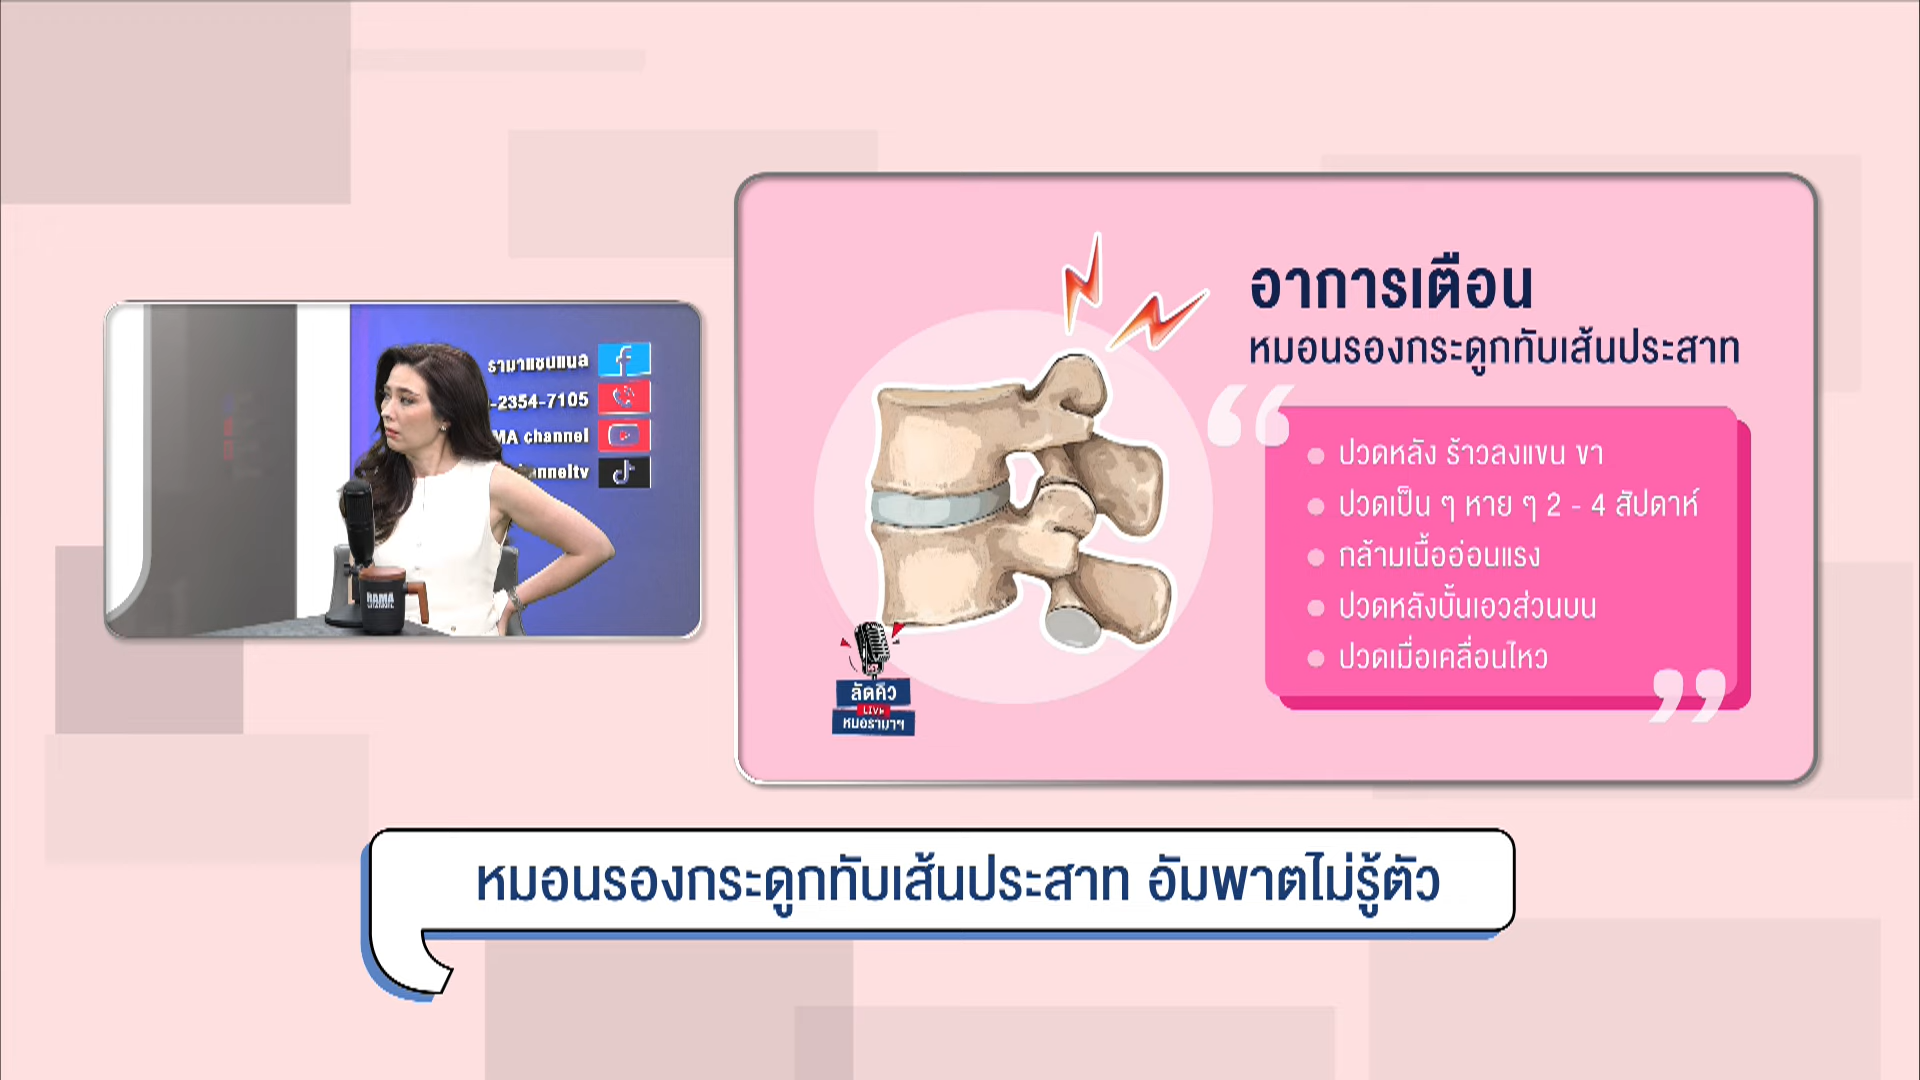 รามาแชนแนล
-2354-7105
MA channel
anneltv
RAMA
อาการเตือน
หมอนรองกระดูกทับเส้นประสาท
“
• ปวดหลัง ร้าวลงแขน ขา
• ปวดเป็น ๆ หาย ๆ 2 - 4 สัปดาห์
• กล้ามเนื้ออ่อนแรง
• ปวดหลังบั้นเอวส่วนบน
• ปวดเมื่อเคลื่อนไหว
”
ลัดคิว
LIVE
หมอรามาฯ
หมอนรองกระดูกทับเส้นประสาท อัมพาตไม่รู้ตัว